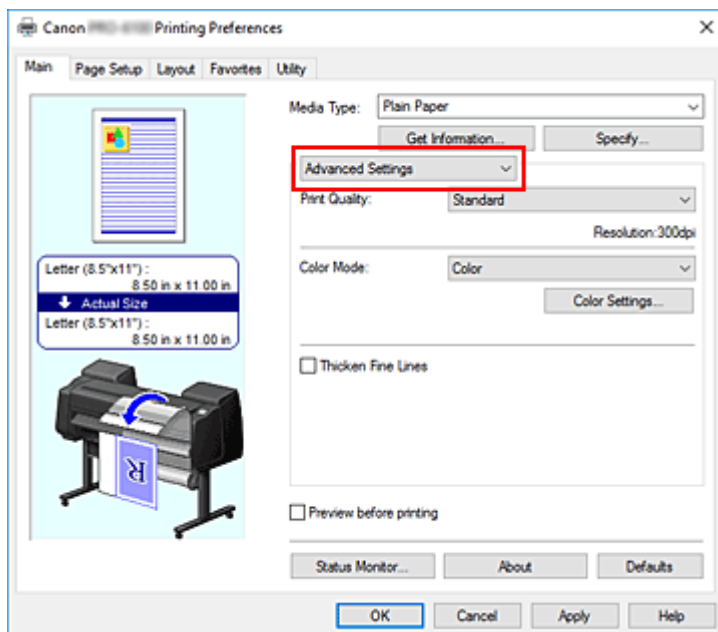 Canon Printing Preferences
Main Page Setup Layout Favorites Utility
Media Type: Plain Paper
Get Information... Specify...
Advanced Settings
Print Quality: Standard
Resolution:300dpi
Letter (8.5"x11") :
8.50 in x 11.00 in
Actual Size
Letter (8.5"x11") :
8.50 in x 11.00 in
Color Mode: Color
Color Settings...
Thicken Fine Lines
R
Preview before printing
Status Monitor... About Defaults
OK Cancel Apply Help